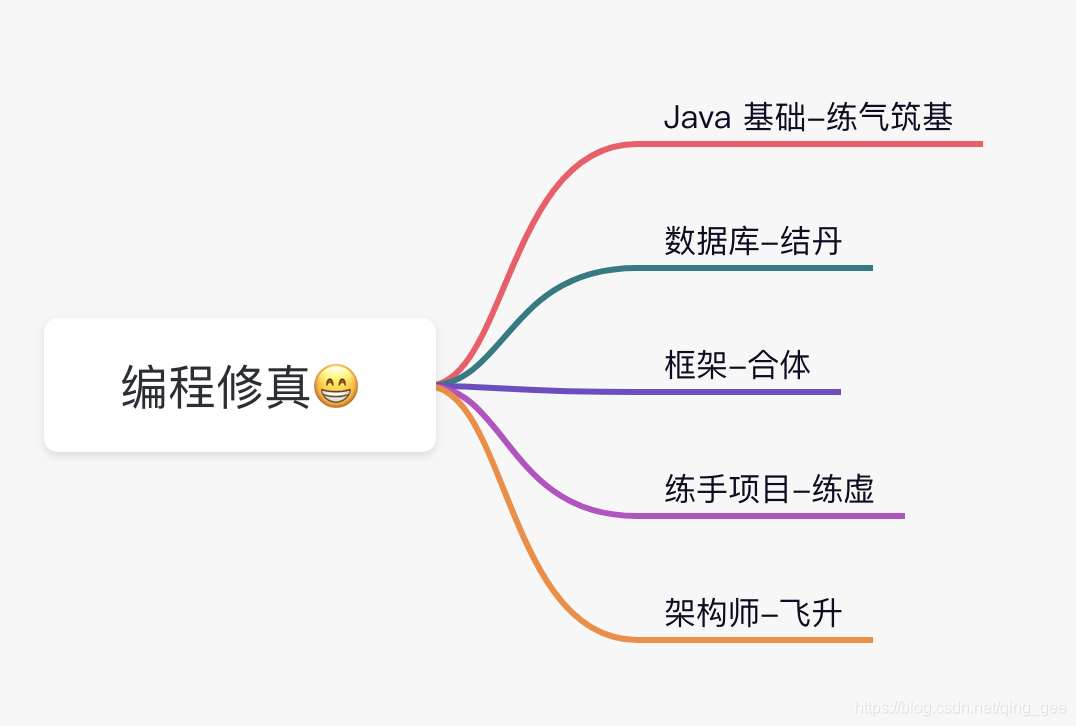 Java 基础–练气筑基
数据库–结丹
框架–合体
编程修真😁
练手项目–练虚
架构师–飞升
https://blog.csdn.net/qing_gee